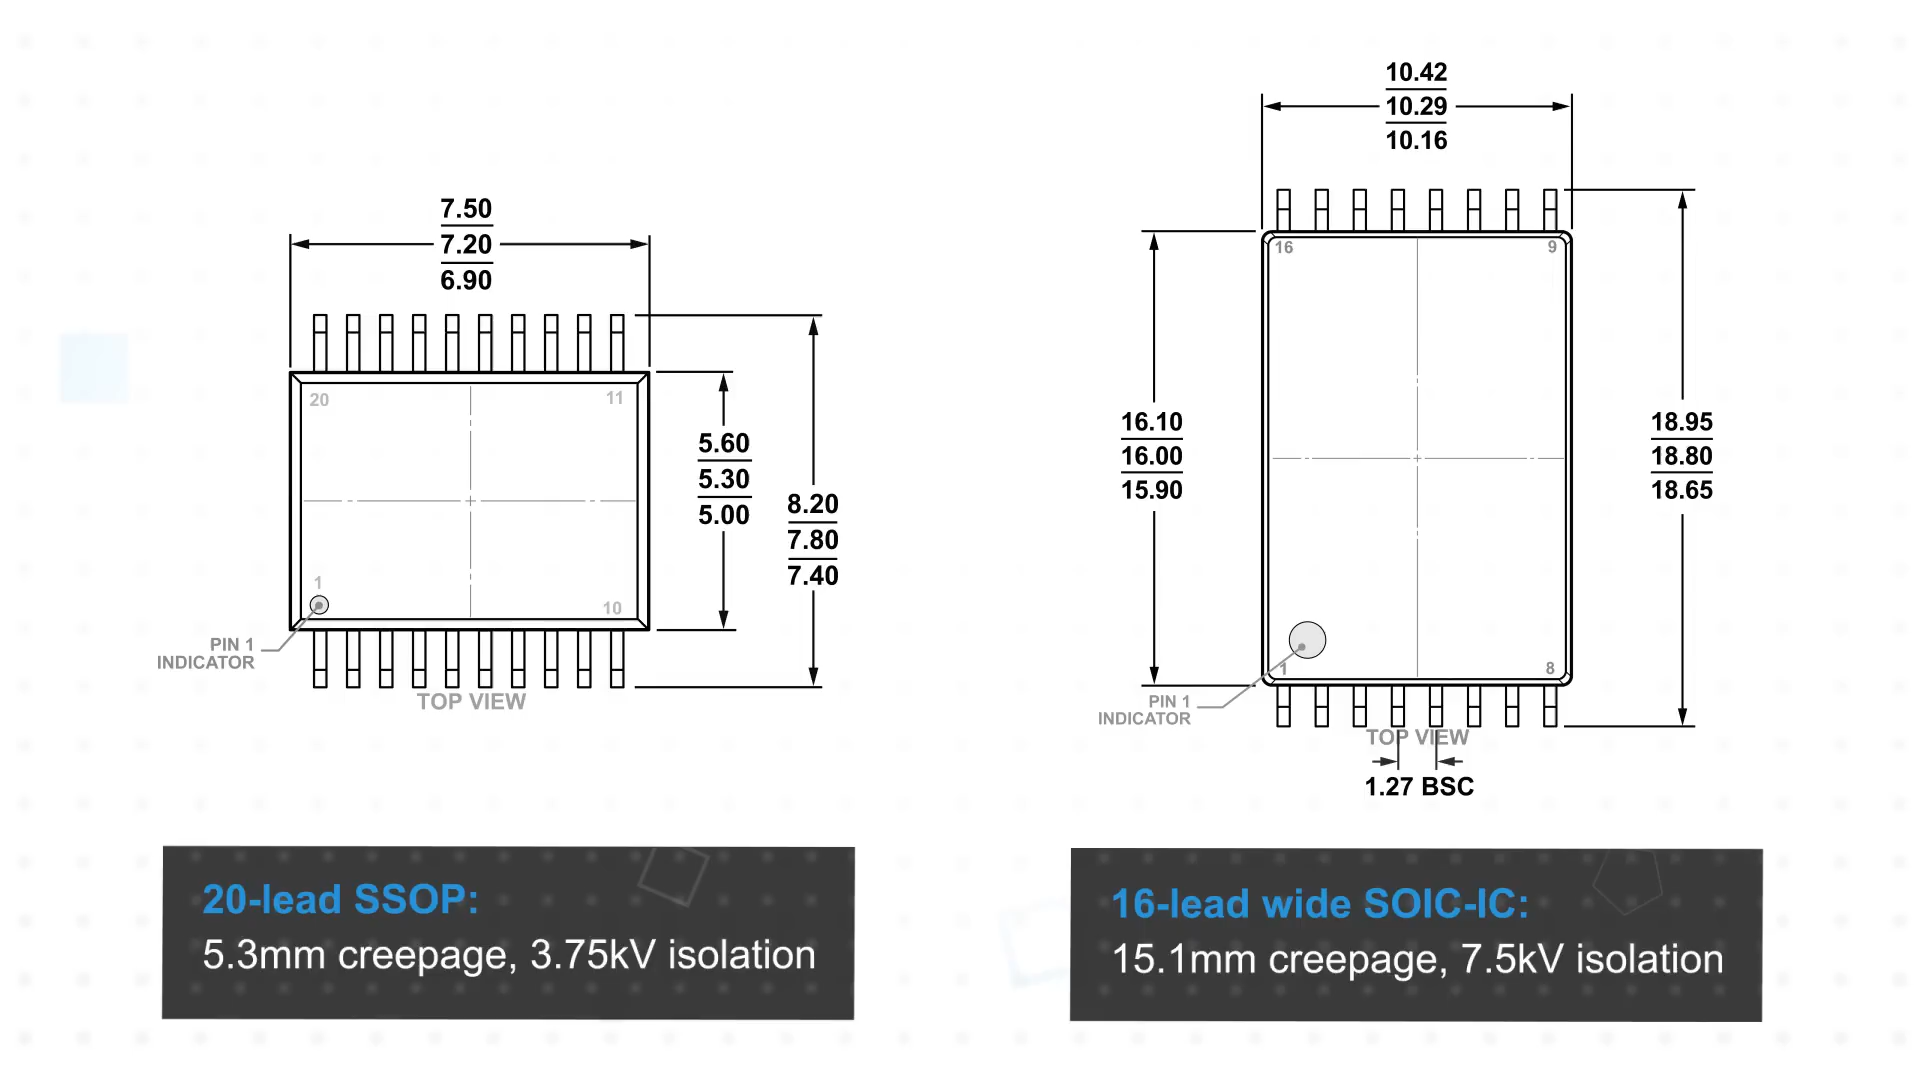 7.50
7.20
6.90
20
11
5.60
5.30
5.00
8.20
7.80
7.40
1
10
PIN 1
INDICATOR
TOP VIEW
20-lead SSOP:
5.3mm creepage, 3.75kV isolation
10.42
10.29
10.16
16
9
16.10
16.00
15.90
18.95
18.80
18.65
1
8
PIN 1
INDICATOR
TOP VIEW
1.27 BSC
16-lead wide SOIC-IC:
15.1mm creepage, 7.5kV isolation